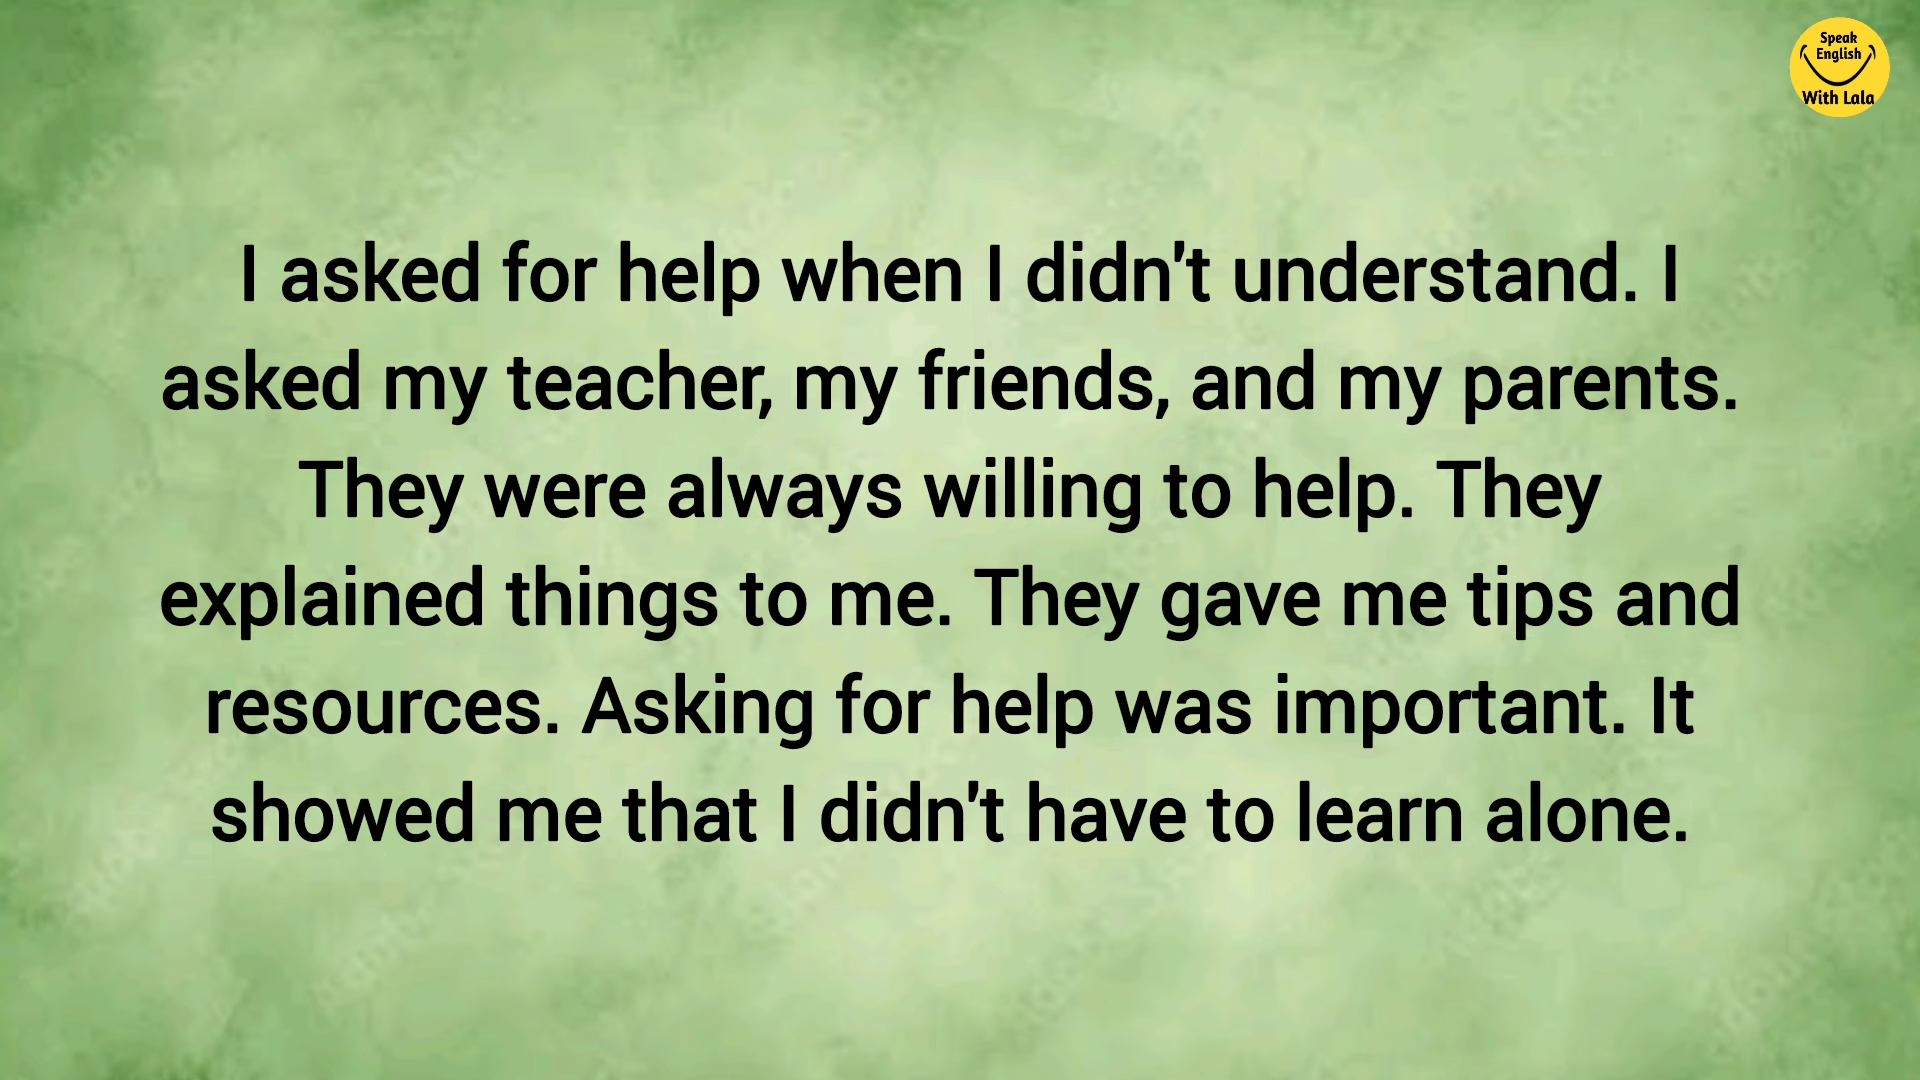 Speak
English
With Lala
I asked for help when I didn't understand. I
asked my teacher, my friends, and my parents.
They were always willing to help. They
explained things to me. They gave me tips and
resources. Asking for help was important. It
showed me that I didn't have to learn alone.